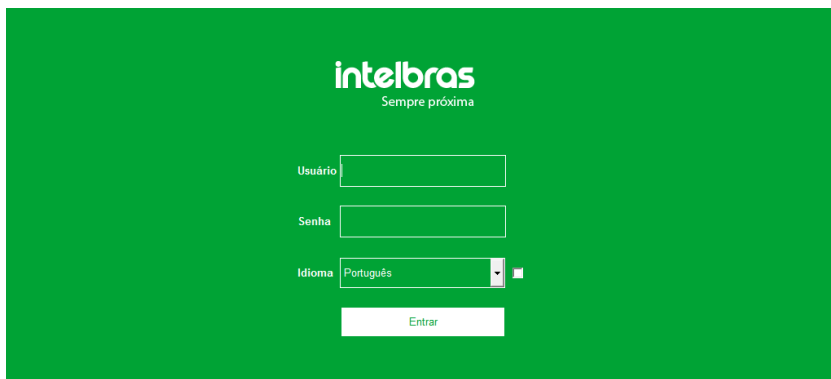 intelbras
Sempre próxima
Usuário
Senha
Idioma Português
Entrar